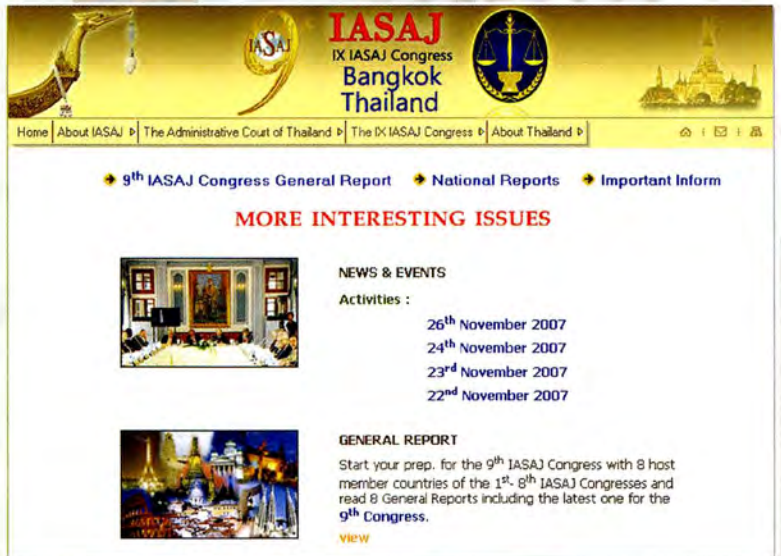 IASAJ
IASAJ
IX IASAJ Congress
Bangkok
Thailand
Home About IASAJ The Administrative Court of Thailand The IX IASAJ Congress About Thailand
9th IASAJ Congress General Report National Reports Important Inform
MORE INTERESTING ISSUES
NEWS & EVENTS
Activities :
26th November 2007
24th November 2007
23rd November 2007
22nd November 2007
GENERAL REPORT
Start your prep. for the 9th IASAJ Congress with 8 host
member countries of the 1st- 8th IASAJ Congresses and
read 8 General Reports including the latest one for the
9th Congress.
view